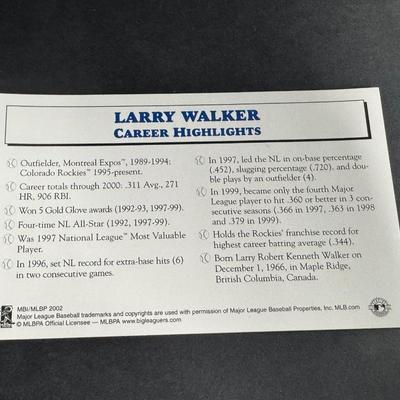 LARRY WALKER
CAREER HIGHLIGHTS
Outfielder, Montreal Expos™, 1989-1994;
Colorado Rockies™ 1995-present.
Career totals through 2000: .311 Avg., 271
HR, 906 RBI.
Won 5 Gold Glove awards (1992-93, 1997-99).
Four-time NL All-Star (1992, 1997-99).
Was 1997 National League™ Most Valuable
Player.
In 1996, set NL record for extra-base hits (6)
in two consecutive games.
In 1997, led the NL in on-base percentage
(.452), slugging percentage (.720), and dou-
ble plays by an outfielder (4).
In 1999, became only the fourth Major
League player to hit .360 or better in 3 con-
secutive seasons (.366 in 1997, .363 in 1998
and .379 in 1999).
Holds the Rockies' franchise record for
highest career batting average (.344).
Born Larry Robert Kenneth Walker on
December 1, 1966, in Maple Ridge,
British Columbia, Canada.
MBI/MLBP 2002
Major League Baseball trademarks and copyrights are used with permission of Major League Baseball Properties, Inc. MLB.com
© MLBPA Official Licensee — MLBPA www.bigleaguers.com